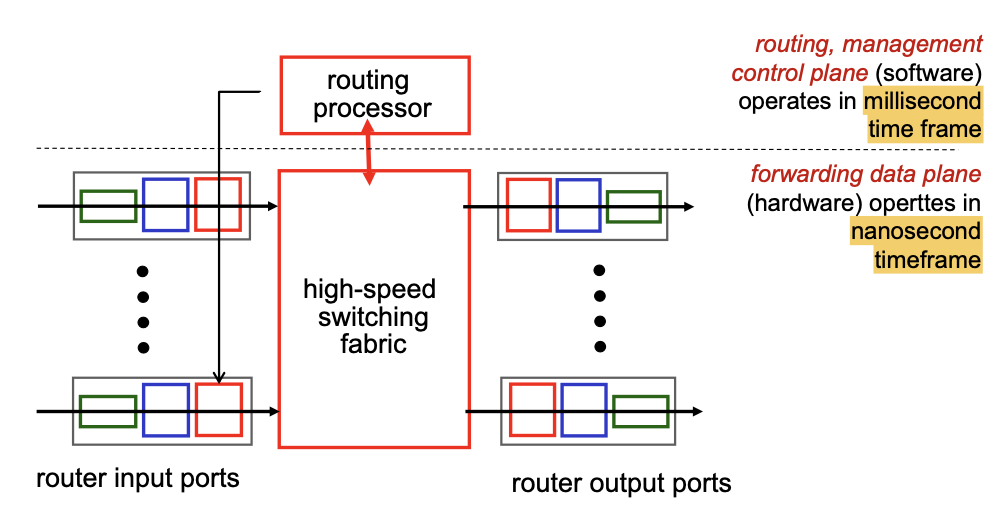 routing, management
control plane (software)
operates in millisecond
time frame
routing
processor
forwarding data plane
(hardware) operttes in
nanosecond
timeframe
high-speed
switching
fabric
router input ports
router output ports